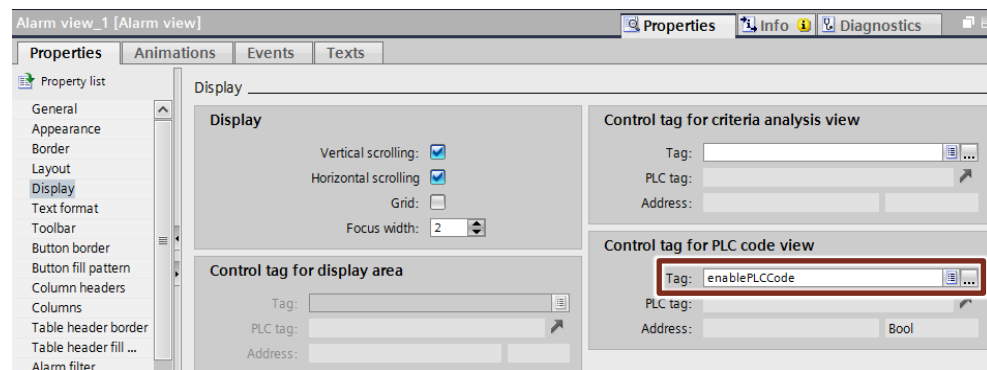 Alarm view_1 [Alarm view]
Properties
Info
Diagnostics
Properties
Animations
Events
Texts
Property list
General
Appearance
Border
Layout
Display
Text format
Toolbar
Button border
Button fill pattern
Column headers
Columns
Table header border
Table header fill ...
Alarm filter
Display
Display
Vertical scrolling:
Horizontal scrolling
Grid:
Focus width: 2
Control tag for display area
Tag:
PLC tag:
Address:
Control tag for criteria analysis view
Tag:
...
PLC tag:
Address:
Control tag for PLC code view
Tag: enablePLCCode
...
PLC tag:
Address:
Bool